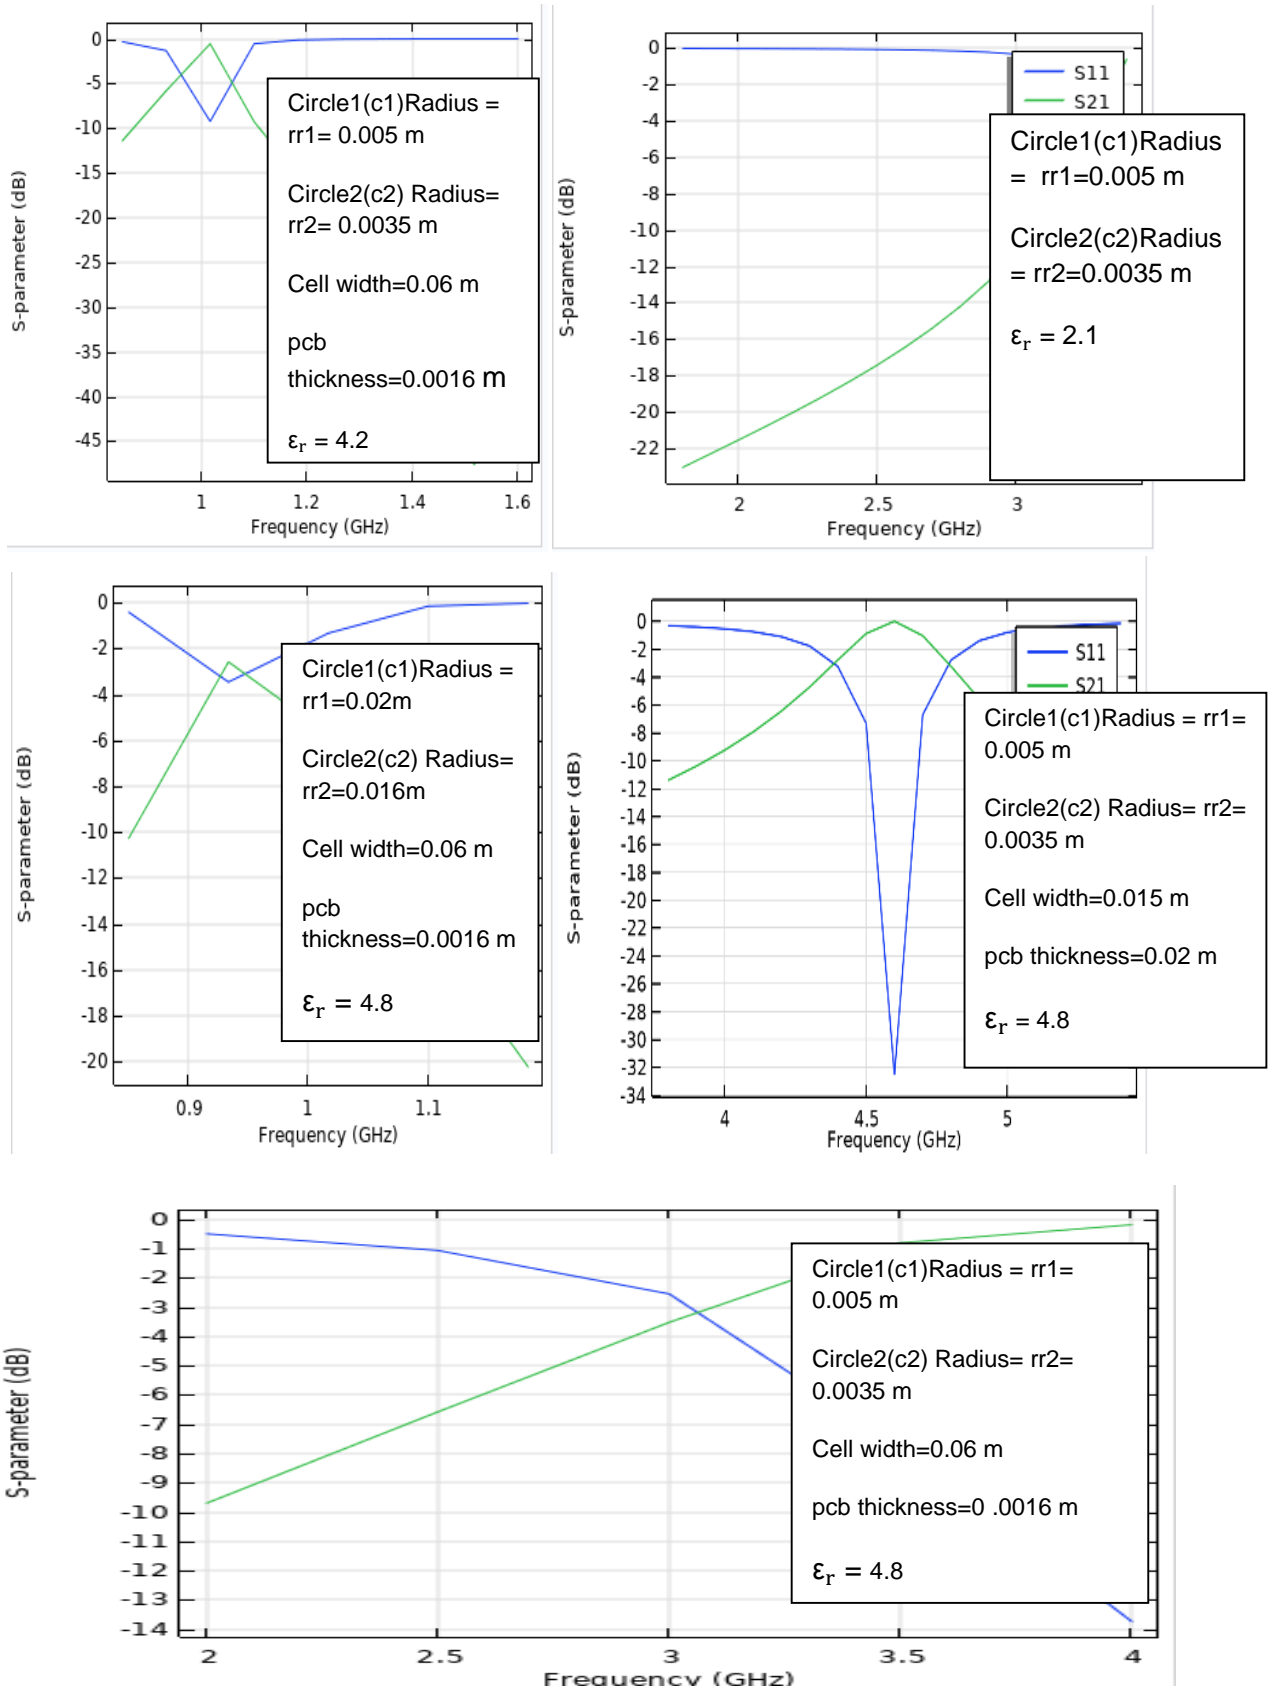 0
-5
-10
-15
-20
-25
-30
-35
-40
-45
S-parameter (dB)
1
1.2
1.4
1.6
Frequency (GHz)
Circle1(c1)Radius =
rr1= 0.005 m
Circle2(c2) Radius=
rr2= 0.0035 m
Cell width=0.06 m
pcb
thickness=0.0016 m
εr = 4.2
0
-2
-4
-6
-8
-10
-12
-14
-16
-18
-20
-22
S-parameter (dB)
2
2.5
3
Frequency (GHz)
S11
S21
Circle1(c1)Radius
= rr1=0.005 m
Circle2(c2)Radius
= rr2=0.0035 m
εr = 2.1
0
-2
-4
-6
-8
-10
-12
-14
-16
-18
-20
S-parameter (dB)
0.9
1
1.1
Frequency (GHz)
Circle1(c1)Radius =
rr1=0.02m
Circle2(c2) Radius=
rr2=0.016m
Cell width=0.06 m
pcb
thickness=0.0016 m
εr = 4.8
0
-2
-4
-6
-8
-10
-12
-14
-16
-18
-20
-22
-24
-26
-28
-30
-32
-34
S-parameter (dB)
4
4.5
5
Frequency (GHz)
S11
S21
Circle1(c1)Radius = rr1=
0.005 m
Circle2(c2) Radius= rr2=
0.0035 m
Cell width=0.015 m
pcb thickness=0.02 m
εr = 4.8
0
-1
-2
-3
-4
-5
-6
-7
-8
-9
-10
-11
-12
-13
-14
S-parameter (dB)
2
2.5
3
3.5
4
Frequency (GHz)
Circle1(c1)Radius = rr1=
0.005 m
Circle2(c2) Radius= rr2=
0.0035 m
Cell width=0.06 m
pcb thickness=0 .0016 m
εr = 4.8